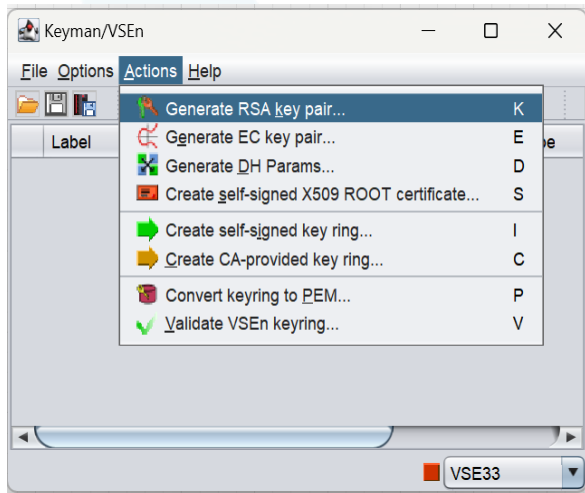 Keyman/VSEn
File Options Actions Help
Generate RSA key pair... K
Label Generate EC key pair... E pe
Generate DH Params... D
Create self-signed X509 ROOT certificate... S
Create self-signed key ring... I
Create CA-provided key ring... C
Convert keyring to PEM... P
Validate VSEn keyring... V
VSE33